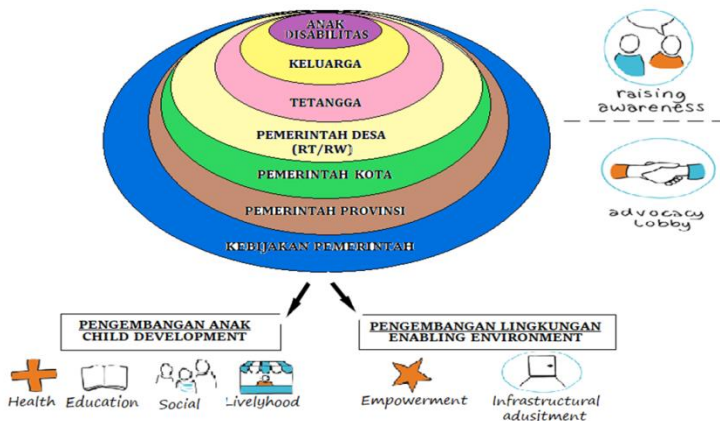 ANAK
DISABILITAS
KELUARGA
TETANGGA
PEMERINTAH DESA
(RT/RW)
PEMERINTAH KOTA
PEMERINTAH PROVINSI
KEBIJAKAN PEMERINTAH
raising
awareness
advocacy
lobby
PENGEMBANGAN ANAK
CHILD DEVELOPMENT
PENGEMBANGAN LINGKUNGAN
ENABLING ENVIRONMENT
Health Education Social Livelyhood
Empowerment Infrastructural
adusitment